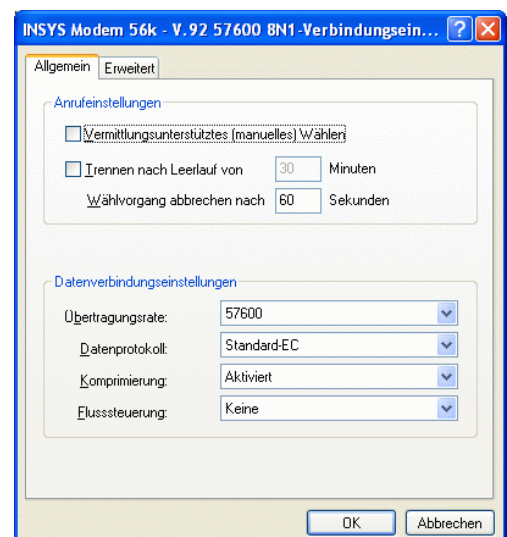 INSYS Modem 56k - V.92 57600 8N1-Verbindungsein...
Allgemein Erweitert
Anrufeinstellungen
Vermittlungsunterstütztes (manuelles) Wählen
Trennen nach Leerlauf von 30 Minuten
Wählvorgang abbrechen nach 60 Sekunden
Datenverbindungseinstellungen
Übertragungsrate: 57600
Datenprotokoll: Standard-EC
Komprimierung: Aktiviert
Flusssteuerung: Keine
OK Abbrechen